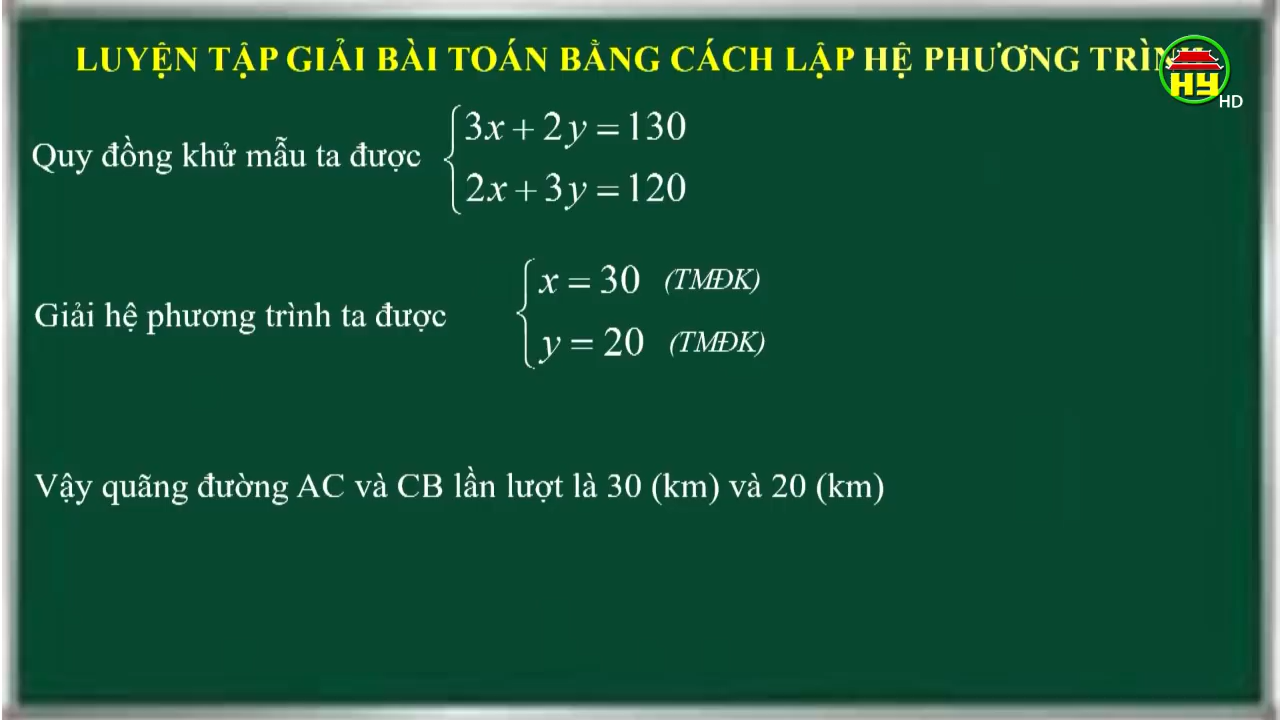 LUYỆN TẬP GIẢI BÀI TOÁN BẰNG CÁCH LẬP HỆ PHƯƠNG TRÌNH
HY
HD
Quy đồng khử mẫu ta được
3x + 2y = 130
2x + 3y = 120
Giải hệ phương trình ta được
x = 30 (TMĐK)
y = 20 (TMĐK)
Vậy quãng đường AC và CB lần lượt là 30 (km) và 20 (km)